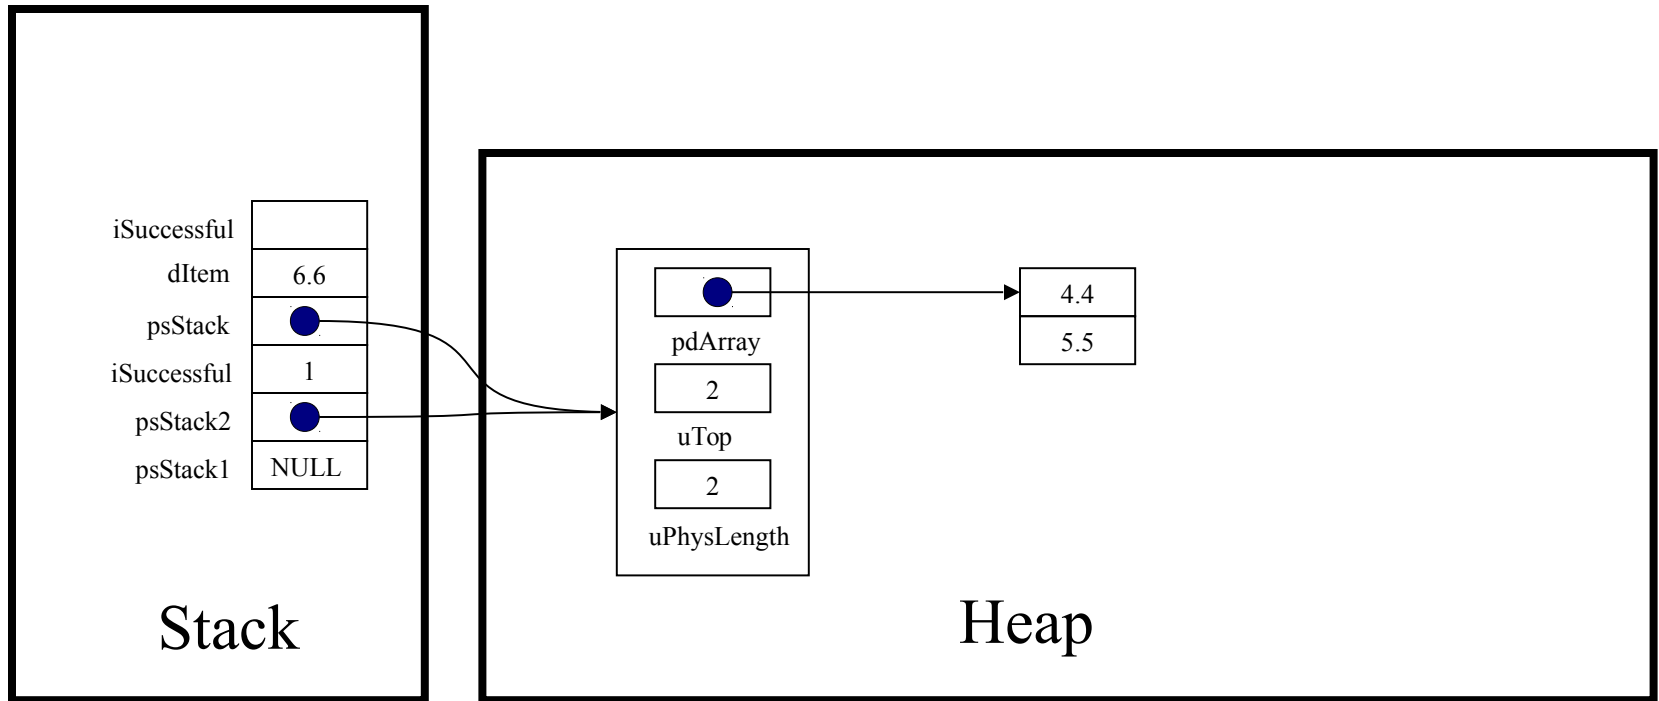 iSuccessful
dItem 6.6
psStack
iSuccessful 1
psStack2
psStack1 NULL
Stack
pdArray
2
uTop
2
uPhysLength
4.4
5.5
Heap